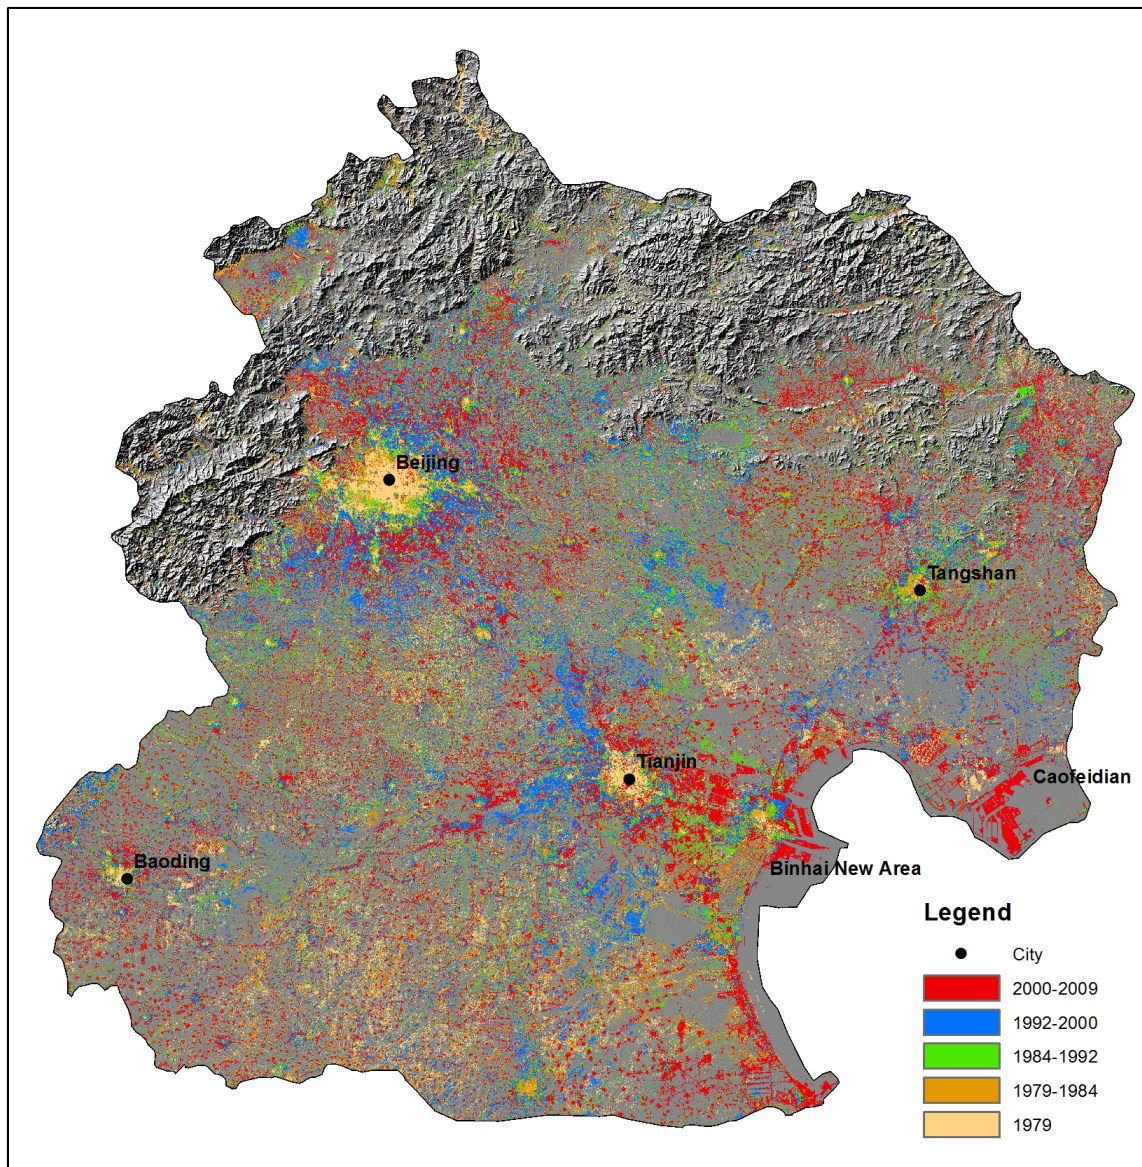 Beijing
Tangshan
Tianjin
Caofeidian
Baoding
Binhai New Area
Legend
City
2000-2009
1992-2000
1984-1992
1979-1984
1979